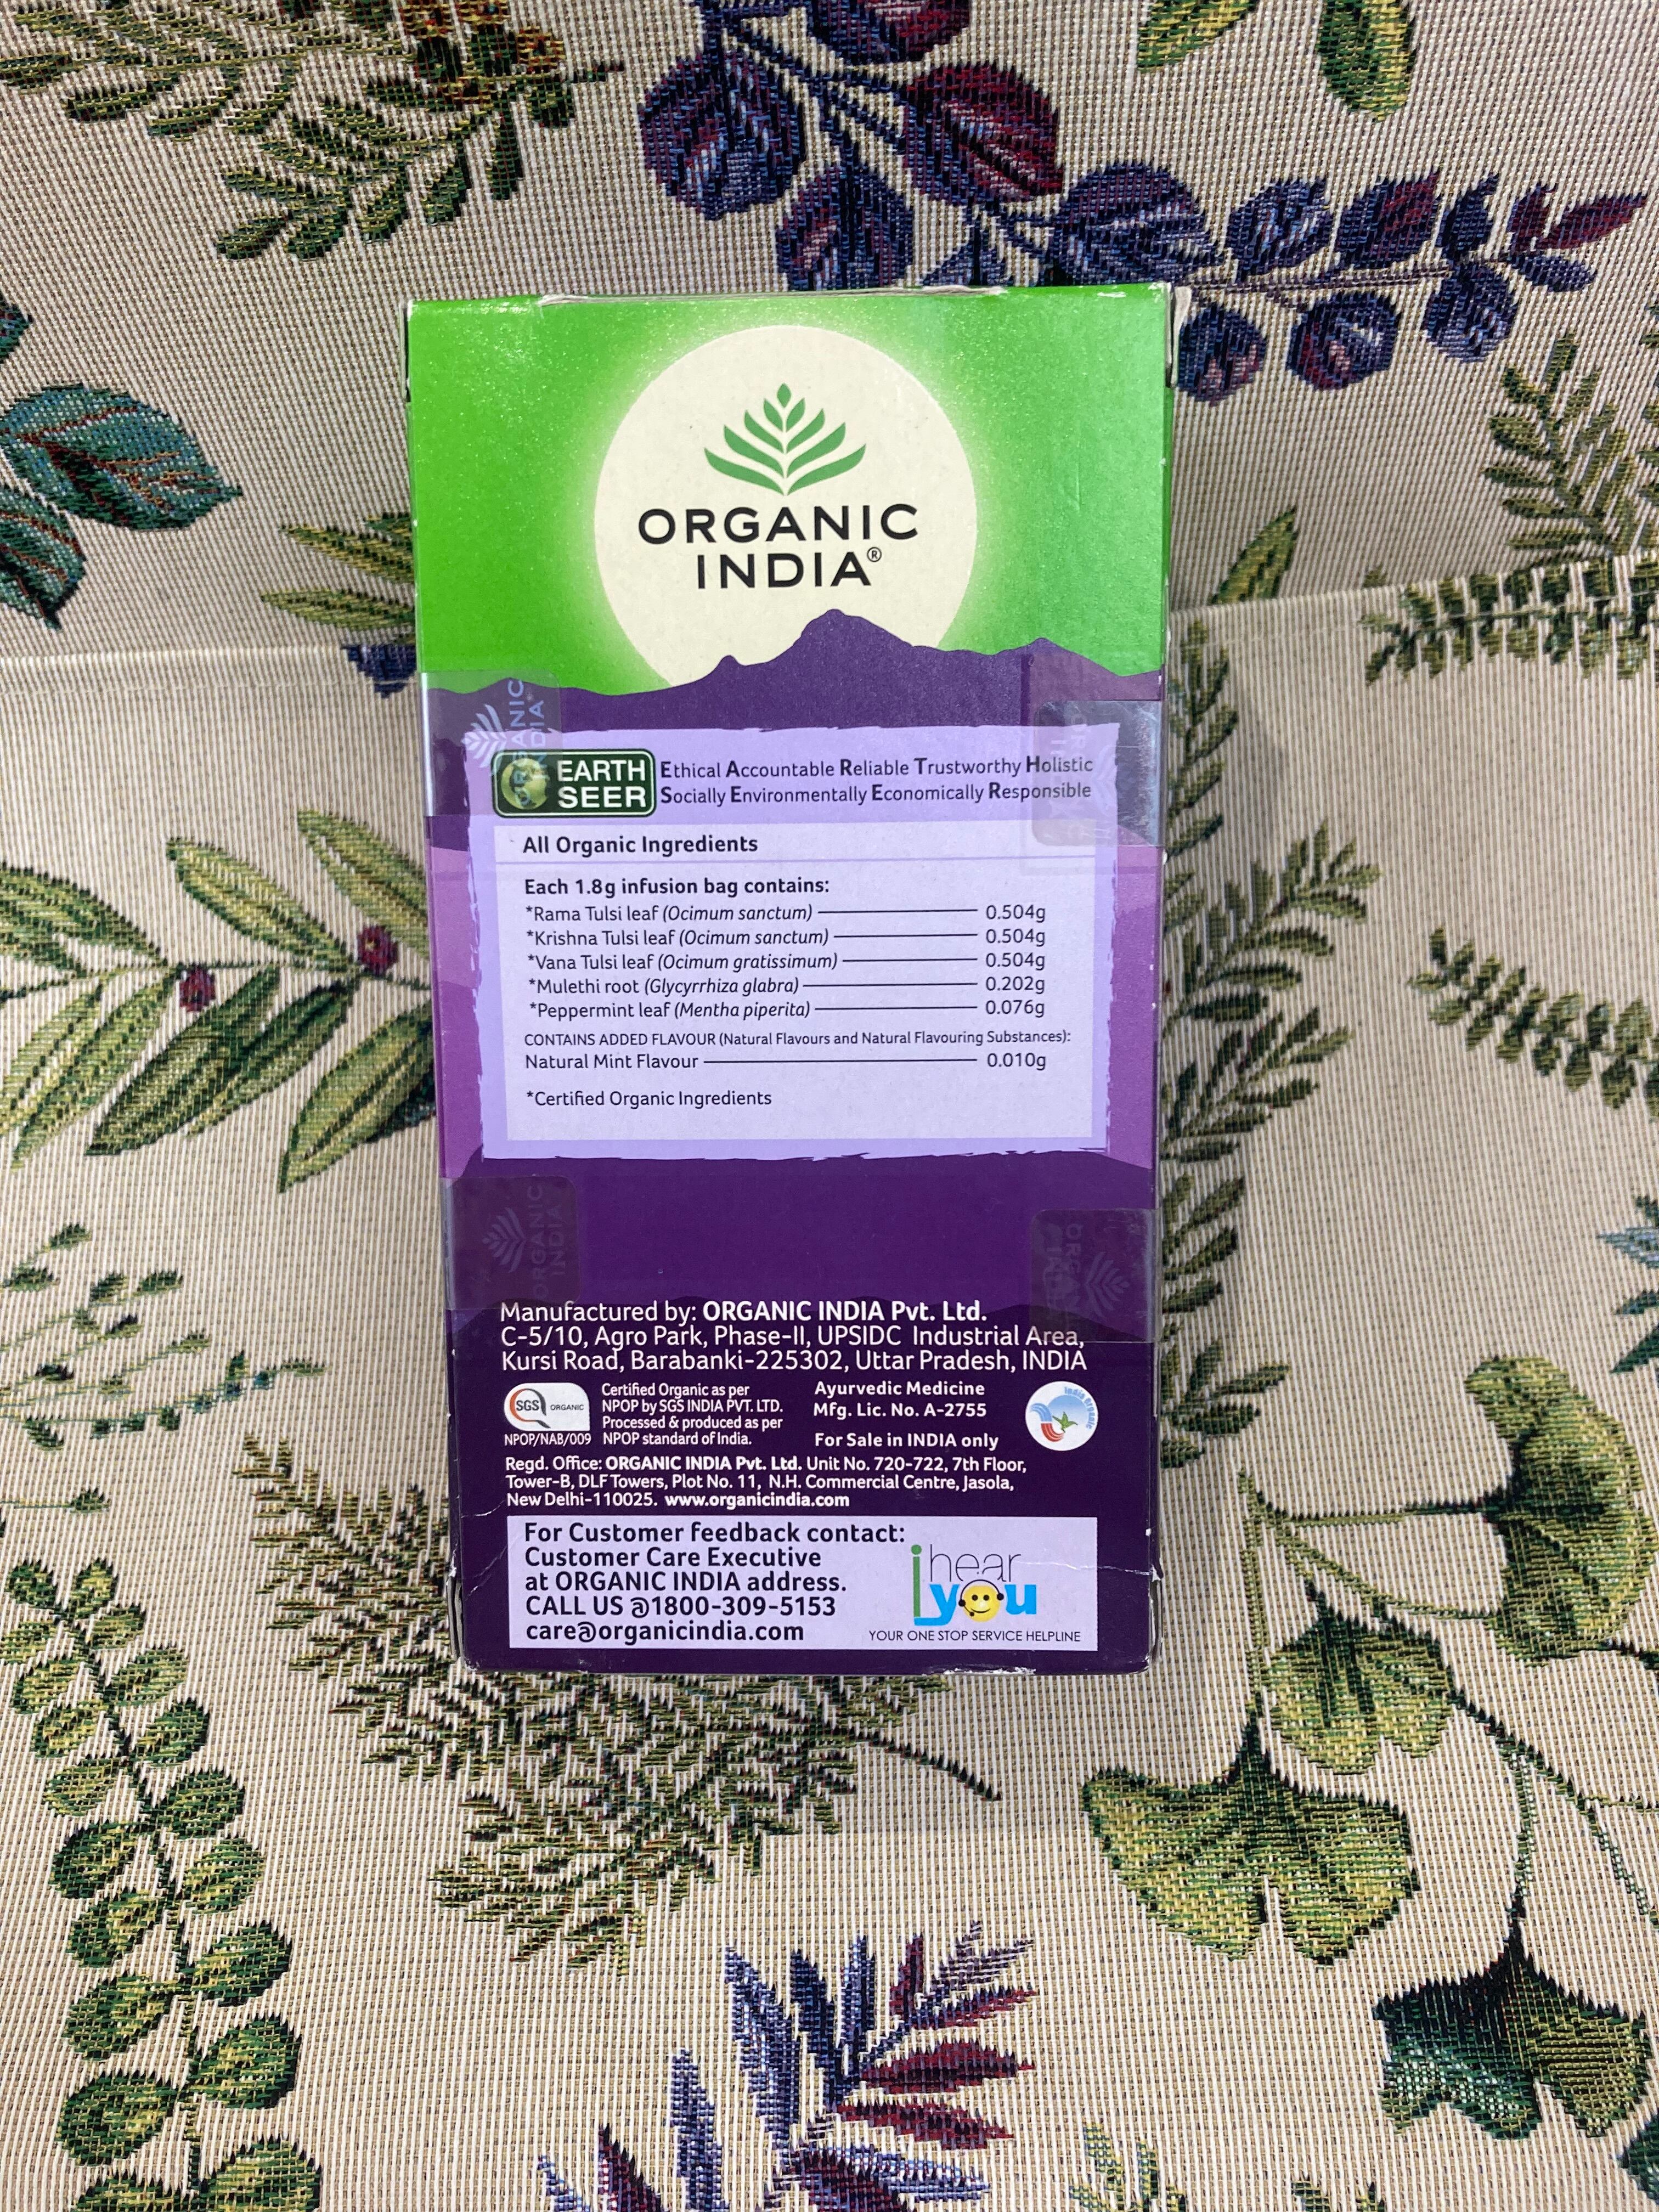 ORGANIC
INDIA®
EARTH
SEER
Ethical Accountable Reliable Trustworthy Holistic
Socially Environmentally Economically Responsible
All Organic Ingredients
Each 1.8g infusion bag contains:
*Rama Tulsi leaf (Ocimum sanctum) 0.504g
*Krishna Tulsi leaf (Ocimum sanctum) 0.504g
*Vana Tulsi leaf (Ocimum gratissimum) 0.504g
*Mulethi root (Glycyrrhiza glabra) 0.202g
*Peppermint leaf (Mentha piperita) 0.076g
CONTAINS ADDED FLAVOUR (Natural Flavours and Natural Flavouring Substances):
Natural Mint Flavour 0.010g
*Certified Organic Ingredients
ORGANIC
INDIA
Manufactured by: ORGANIC INDIA Pvt. Ltd.
C-5/10, Agro Park, Phase-II, UPSIDC Industrial Area,
Kursi Road, Barabanki-225302, Uttar Pradesh, INDIA
SGS ORGANIC
NPOP/NAB/009
Certified Organic as per
NPOP by SGS INDIA PVT. LTD.
Processed & produced as per
NPOP standard of India.
Ayurvedic Medicine
Mfg. Lic. No. A-2755
For Sale in INDIA only
India Organic
Regd. Office: ORGANIC INDIA Pvt. Ltd. Unit No. 720-722, 7th Floor,
Tower-B, DLF Towers, Plot No. 11, N.H. Commercial Centre, Jasola,
New Delhi-110025. www.organicindia.com
For Customer feedback contact:
Customer Care Executive
at ORGANIC INDIA address.
CALL US @1800-309-5153
care@organicindia.com
i hear
you
YOUR ONE STOP SERVICE HELPLINE